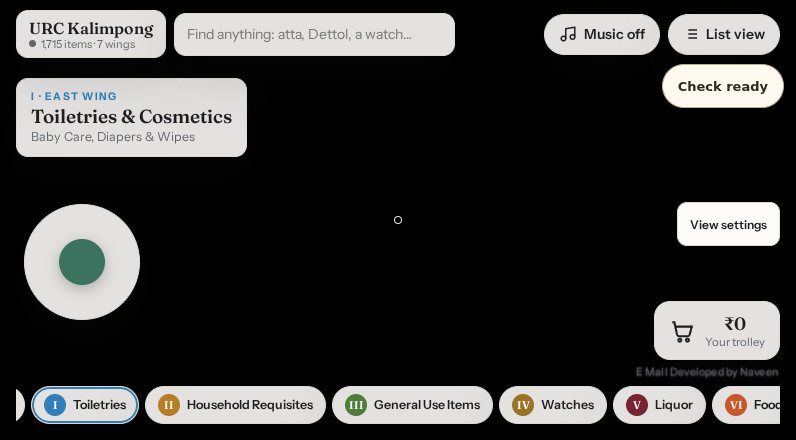 URC Kalimpong
1,715 items · 7 wings
Find anything: atta, Dettol, a watch...
Music off
List view
Check ready
I · EAST WING
Toiletries & Cosmetics
Baby Care, Diapers & Wipes
View settings
₹0
Your trolley
E Mall Developed by Naveen
I Toiletries
II Household Requisites
III General Use Items
IV Watches
V Liquor
VI Food